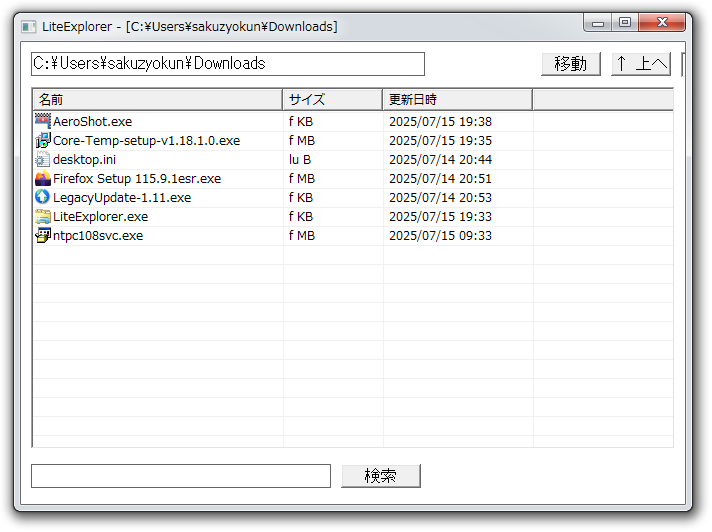 LiteExplorer - [C:¥Users¥sakuzyokun¥Downloads]
C:¥Users¥sakuzyokun¥Downloads 移動 ↑ 上へ
名前 サイズ 更新日時
AeroShot.exe f KB 2025/07/15 19:38
Core-Temp-setup-v1.18.1.0.exe f MB 2025/07/15 19:35
desktop.ini lu B 2025/07/14 20:44
Firefox Setup 115.9.1esr.exe f MB 2025/07/14 20:51
LegacyUpdate-1.11.exe f KB 2025/07/14 20:53
LiteExplorer.exe f KB 2025/07/15 19:33
ntpc108svc.exe f MB 2025/07/15 09:33
検索